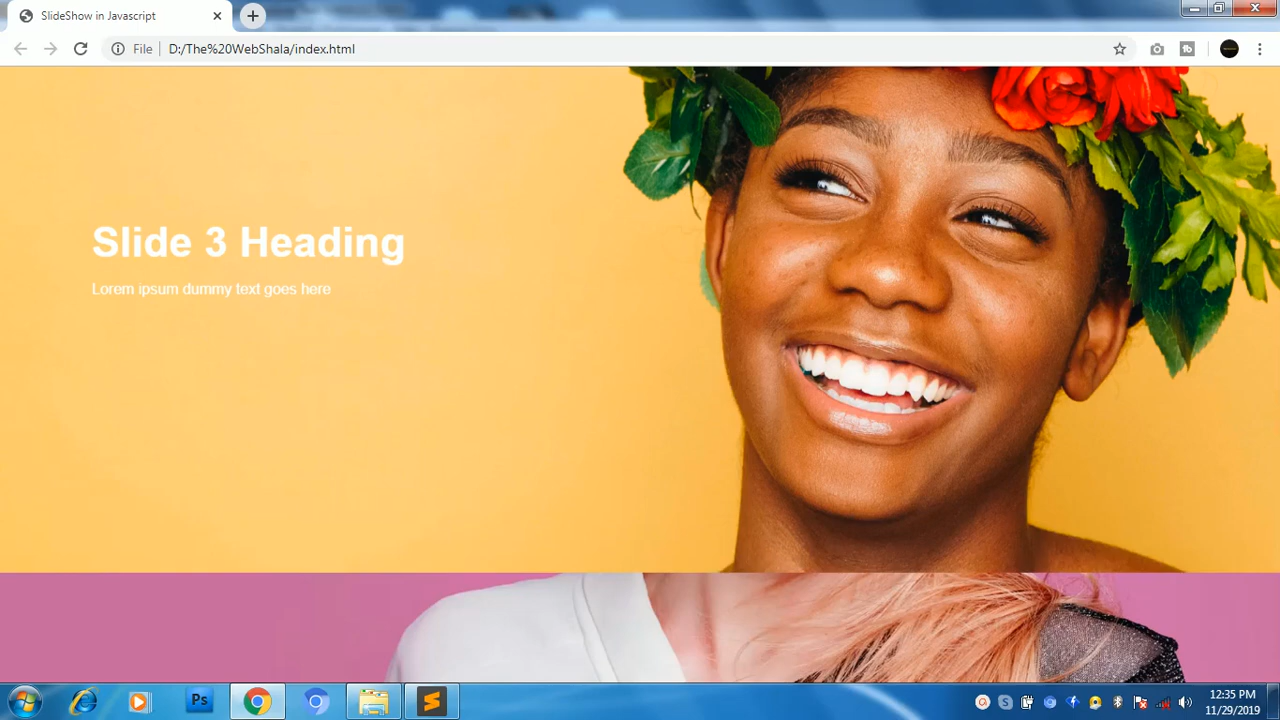 SlideShow in Javascript
File
D:/The%20WebShala/index.html
Slide 3 Heading
Lorem ipsum dummy text goes here
Ps
12:35 PM
11/29/2019